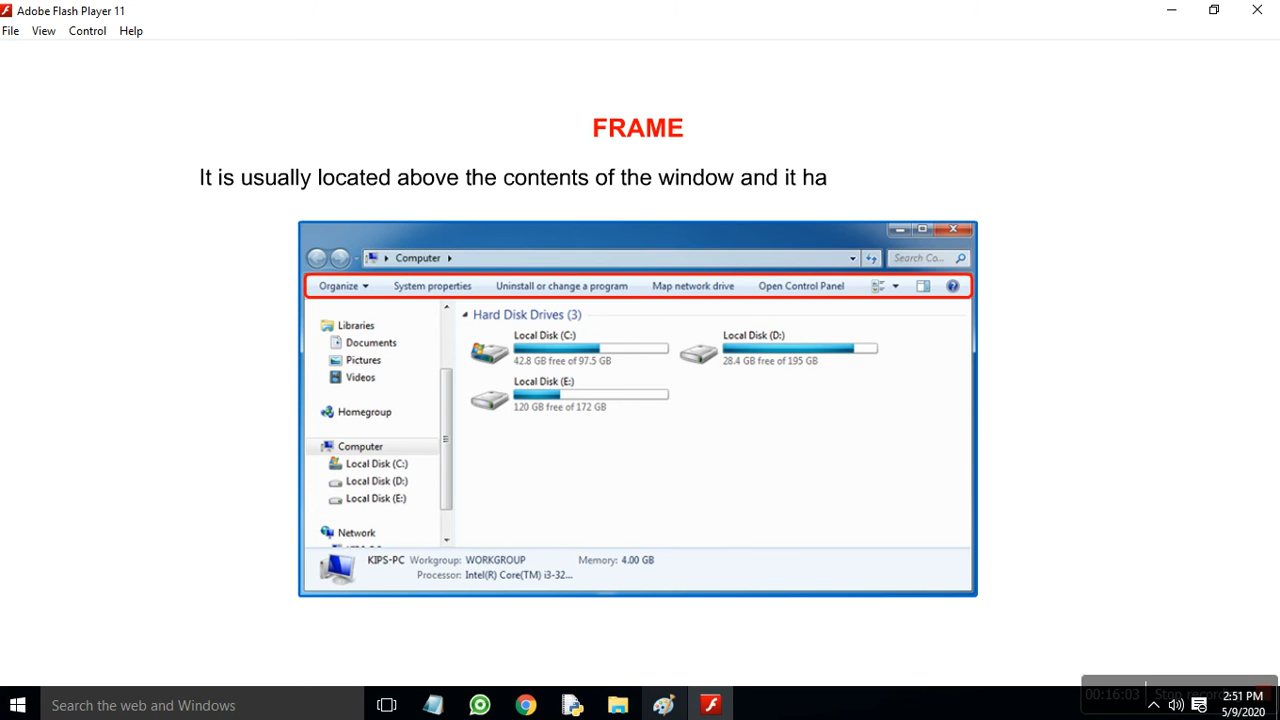 Adobe Flash Player 11
File View Control Help
FRAME
It is usually located above the contents of the window and it ha
Computer
Search Co...
Organize System properties Uninstall or change a program Map network drive Open Control Panel
Libraries
Documents
Pictures
Videos
Homegroup
Computer
Local Disk (C:)
Local Disk (D:)
Local Disk (E:)
Network
Hard Disk Drives (3)
Local Disk (C:)
42.8 GB free of 97.5 GB
Local Disk (D:)
28.4 GB free of 195 GB
Local Disk (E:)
120 GB free of 172 GB
KIPS-PC Workgroup: WORKGROUP Memory: 4.00 GB
Processor: Intel(R) Core(TM) i3-32...
Search the web and Windows
00:16:03 Stop
2:51 PM
5/9/2020